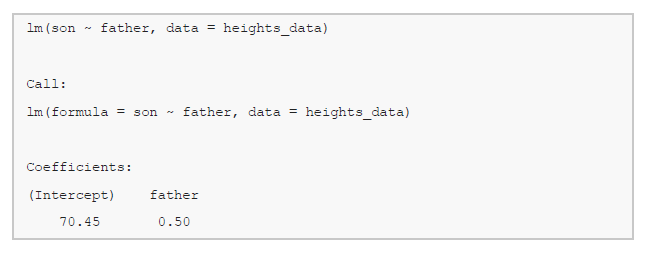 lm(son ~ father, data = heights_data)
Call:
lm(formula = son ~ father, data = heights_data)
Coefficients:
(Intercept) father
70.45 0.50